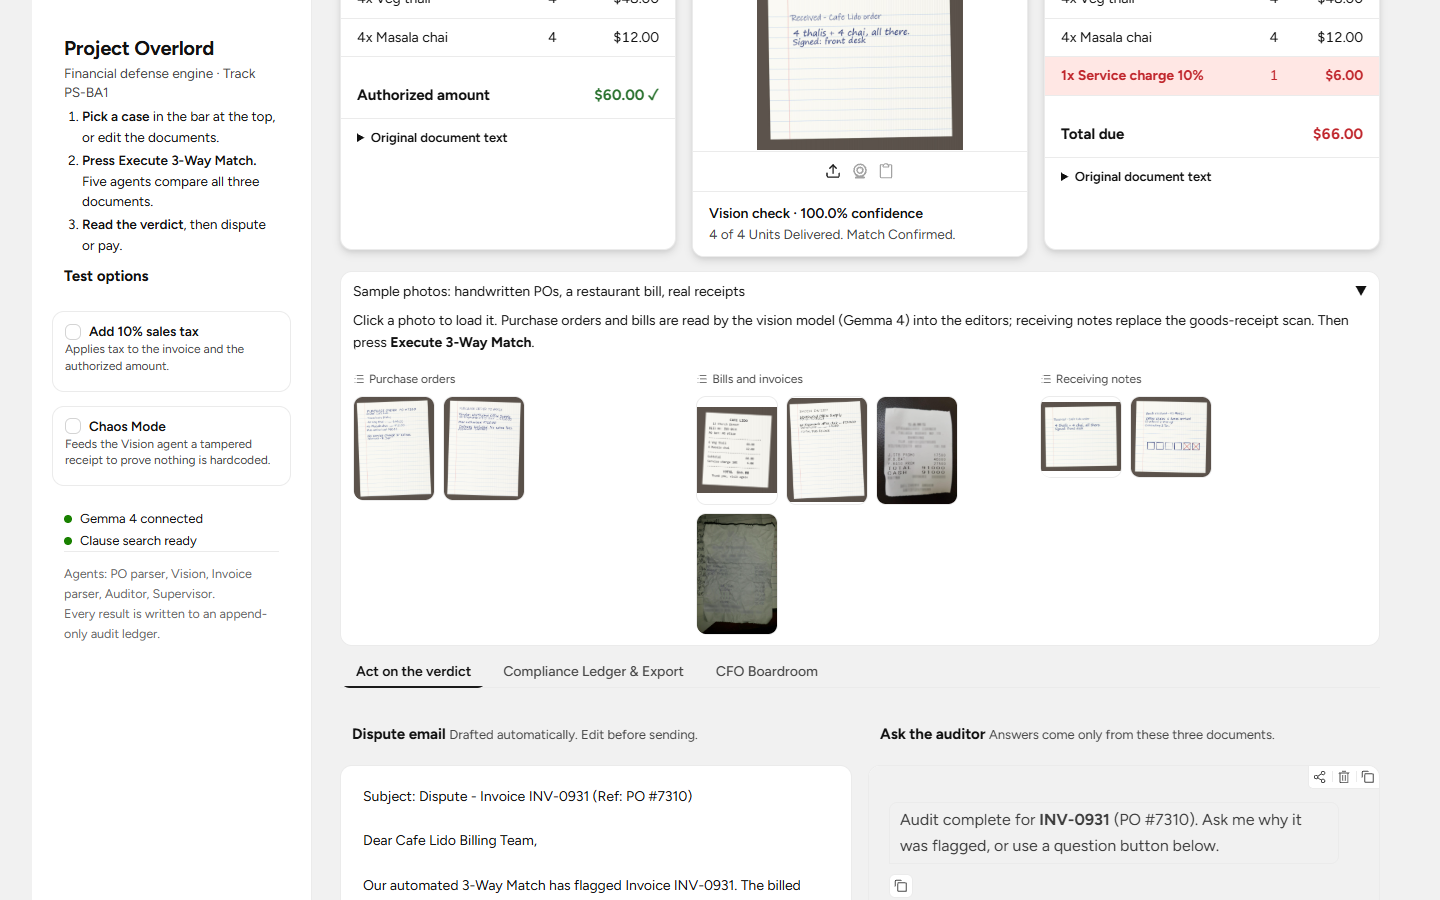 Project Overlord
Financial defense engine · Track
PS-BA1
1. Pick a case in the bar at the top,
or edit the documents.
2. Press Execute 3-Way Match.
Five agents compare all three
documents.
3. Read the verdict, then dispute
or pay.
Test options
Add 10% sales tax
Applies tax to the invoice and the
authorized amount.
Chaos Mode
Feeds the Vision agent a tampered
receipt to prove nothing is hardcoded.
Gemma 4 connected
Clause search ready
Agents: PO parser, Vision, Invoice
parser, Auditor, Supervisor.
Every result is written to an append-
only audit ledger.
4x Veg thali 4 $48.00
4x Masala chai 4 $12.00
Authorized amount $60.00 ✓
Original document text
Received - Cafe Lido order
4 thalis + 4 chai, all there.
Signed: front desk
Vision check · 100.0% confidence
4 of 4 Units Delivered. Match Confirmed.
4x Veg thali 4 $48.00
4x Masala chai 4 $12.00
1x Service charge 10% 1 $6.00
Total due $66.00
Original document text
Sample photos: handwritten POs, a restaurant bill, real receipts
Click a photo to load it. Purchase orders and bills are read by the vision model (Gemma 4) into the editors; receiving notes replace the goods-receipt scan. Then
press Execute 3-Way Match.
Purchase orders
Bills and invoices
Receiving notes
Act on the verdict
Compliance Ledger & Export
CFO Boardroom
Dispute email Drafted automatically. Edit before sending.
Subject: Dispute - Invoice INV-0931 (Ref: PO #7310)
Dear Cafe Lido Billing Team,
Our automated 3-Way Match has flagged Invoice INV-0931. The billed
Ask the auditor Answers come only from these three documents.
Audit complete for INV-0931 (PO #7310). Ask me why it
was flagged, or use a question button below.